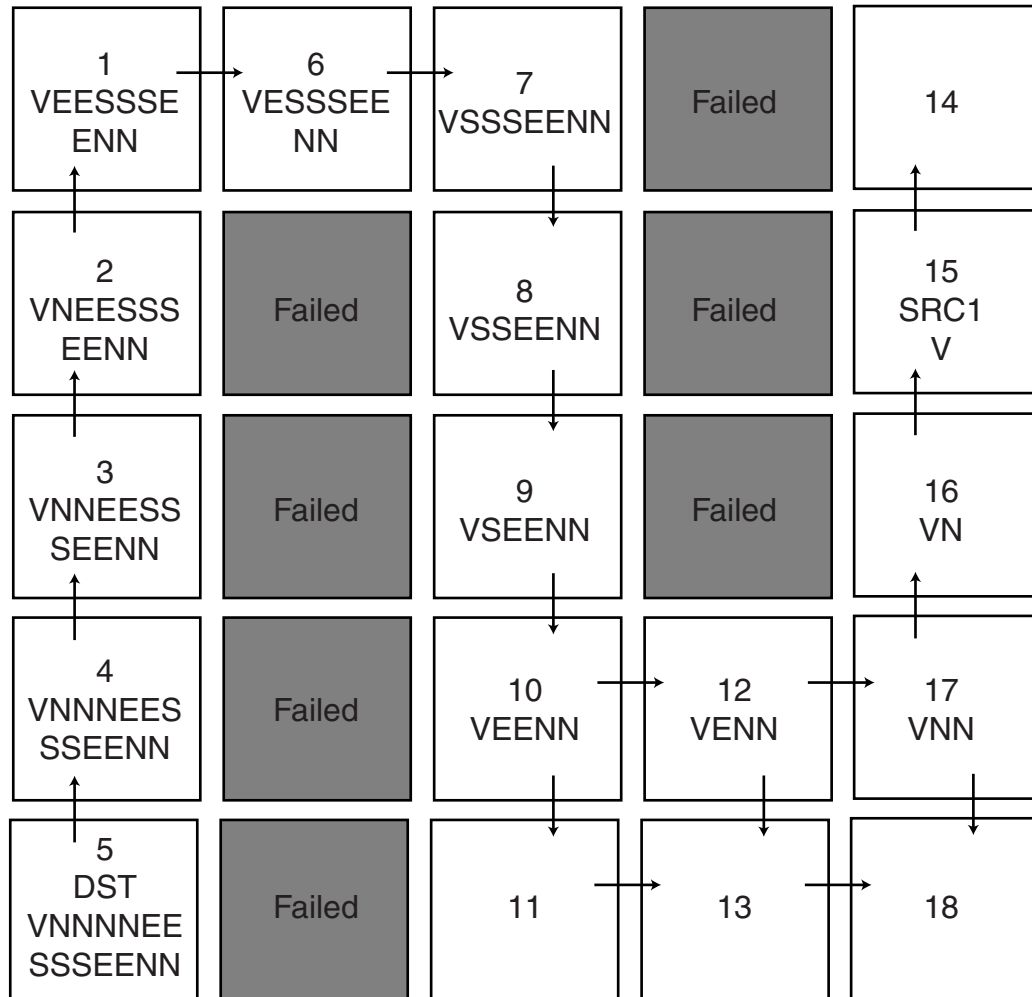 1
VEESSSE
ENN
6
VESSSEE
NN
7
VSSSEENN
Failed
14
2
VNEESSS
EENN
Failed
8
VSSEENN
Failed
15
SRC1
V
3
VNNEESS
SEENN
Failed
9
VSEENN
Failed
16
VN
4
VNNNEES
SSEENN
Failed
10
VEENN
12
VENN
17
VNN
5
DST
VNNNNEE
SSSEENN
Failed
11
13
18